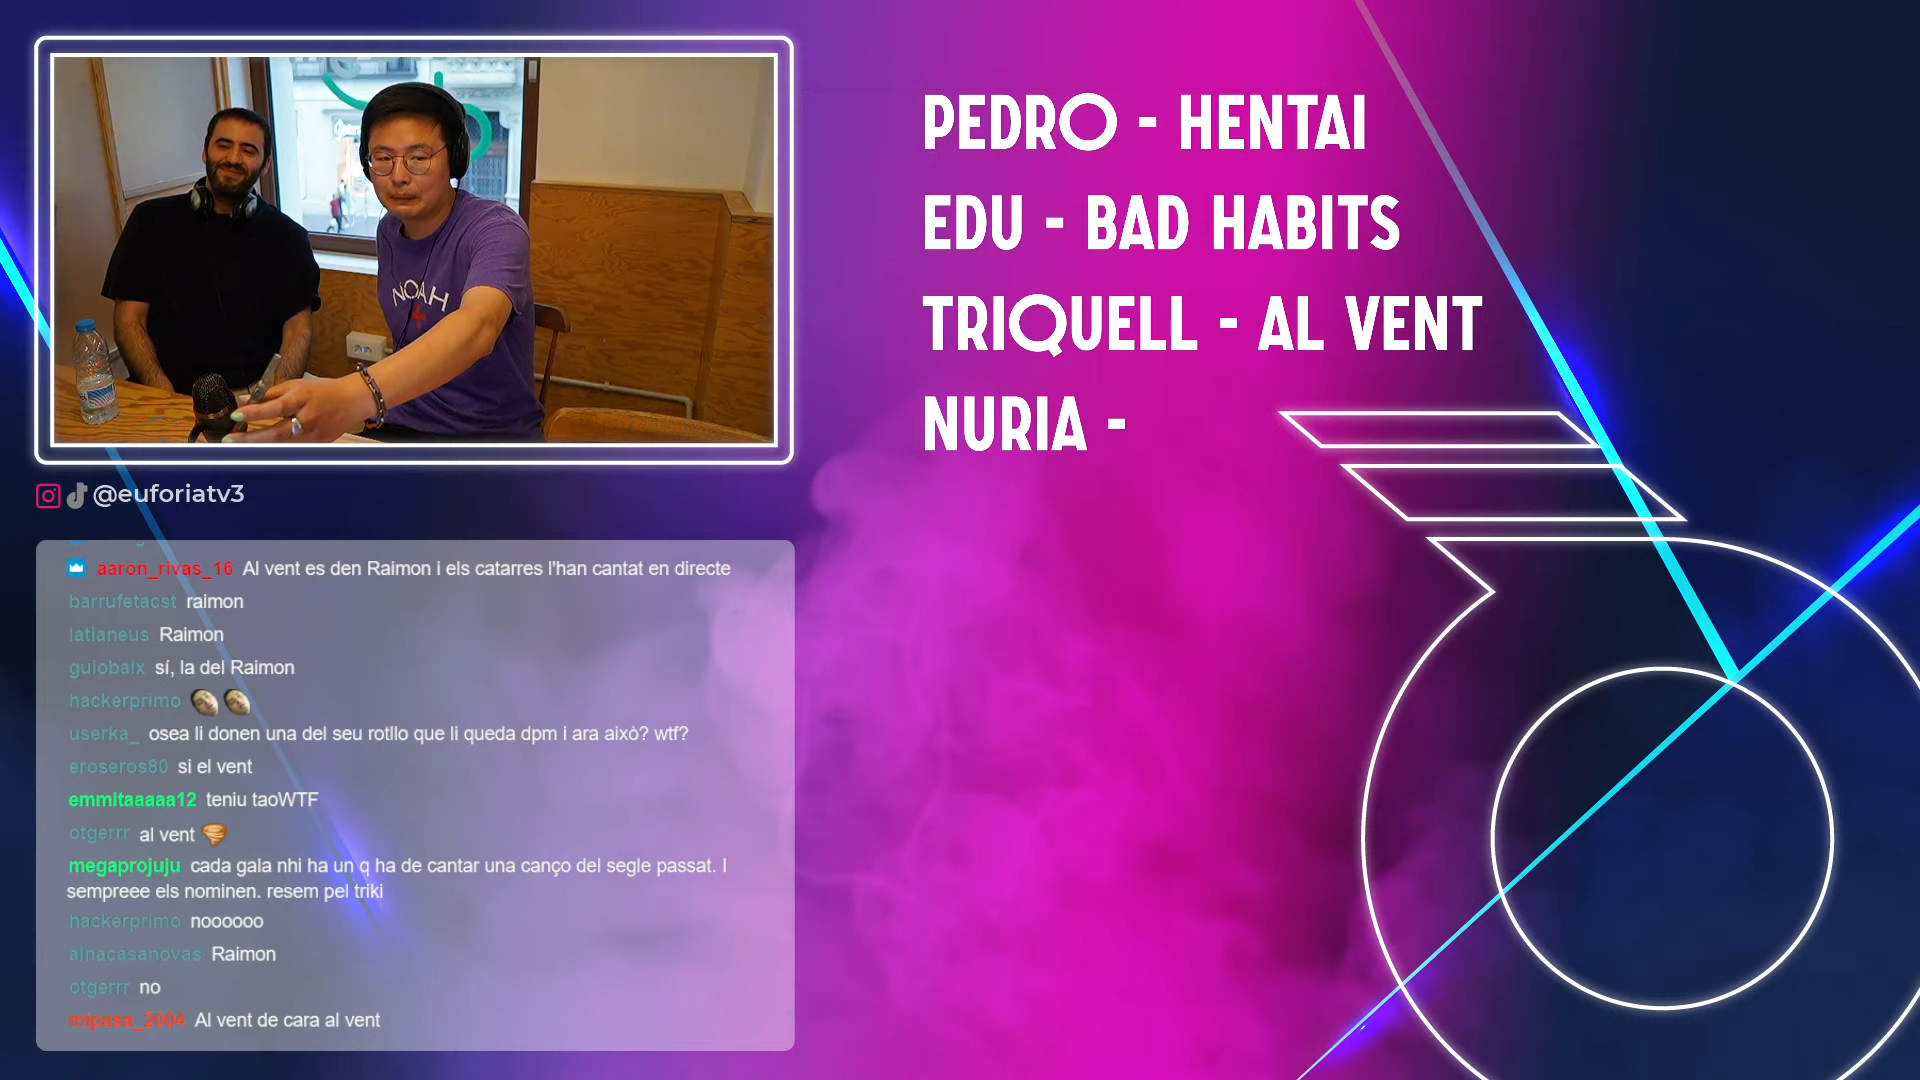 PEDRO - HENTAI
EDU - BAD HABITS
TRIQUELL - AL VENT
NURIA -
NOAH
@euforiatv3
aaron_rivas_16 Al vent es den Raimon i els catarres l'han cantat en directe
barrufetacst raimon
latlaneus Raimon
guiobaix sí, la del Raimon
hackerprimo
userka_ osea li donen una del seu rotllo que li queda dpm i ara això? wtf?
eroseros80 si el vent
emmitaaaaa12 teniu taoWTF
otgerrr al vent
megaprojuju cada gala nhi ha un q ha de cantar una canço del segle passat. I
sempreee els nominen. resem pel triki
hackerprimo noooooo
ainacasanovas Raimon
otgerrr no
mipasa_2004 Al vent de cara al vent